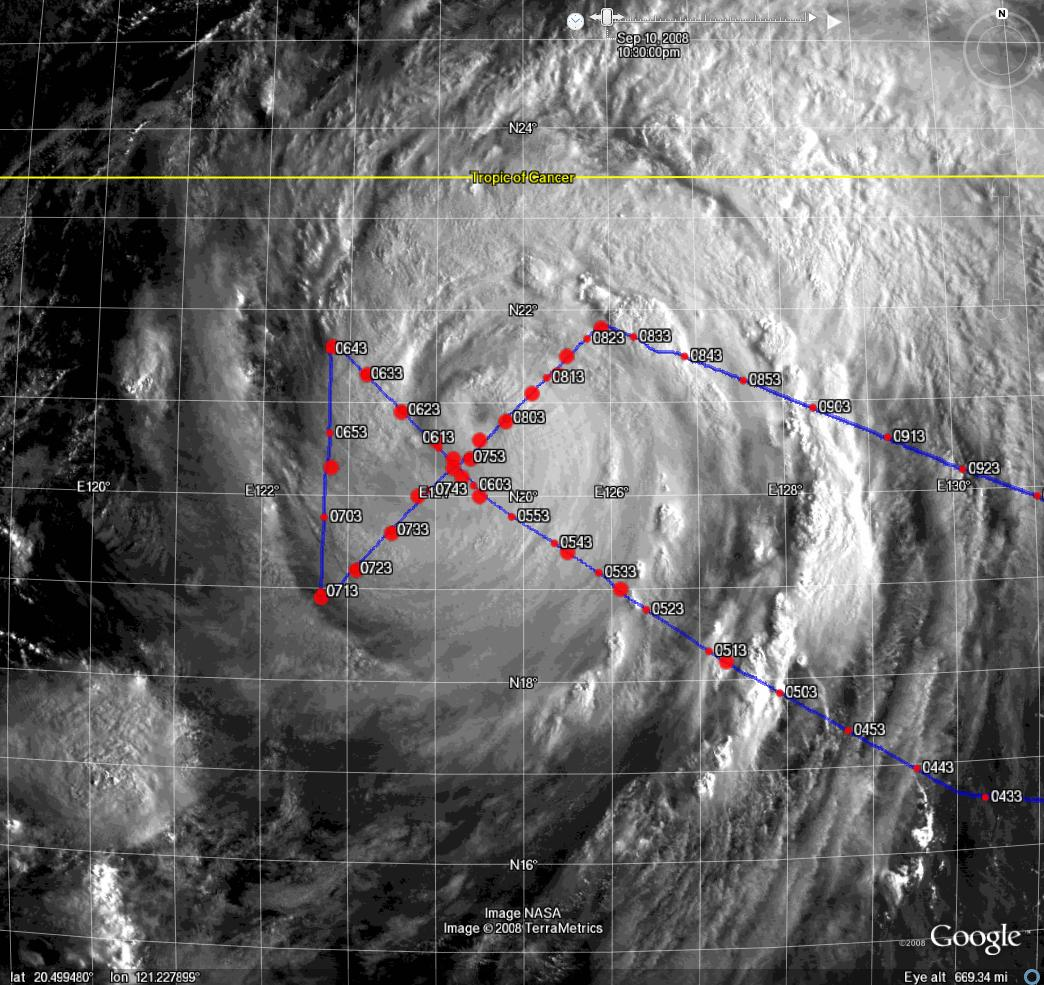 N
Sep 10, 2008
10:30:00pm
N24°
Tropic of Cancer
N22°
0823
0833
0643
0843
0633
0813
0853
0623
0803
0903
0613
0913
0653
0753
0923
E120°
E122°
E124°
0743
0603
N20°
E126°
E128°
E130°
0703
0553
0733
0543
0723
0533
0713
0523
0513
N18°
0503
0453
0443
0433
N16°
Image NASA
Image © 2008 TerraMetrics
©2008 Google
lat 20.499480° lon 121.227899°
Eye alt 669.34 mi